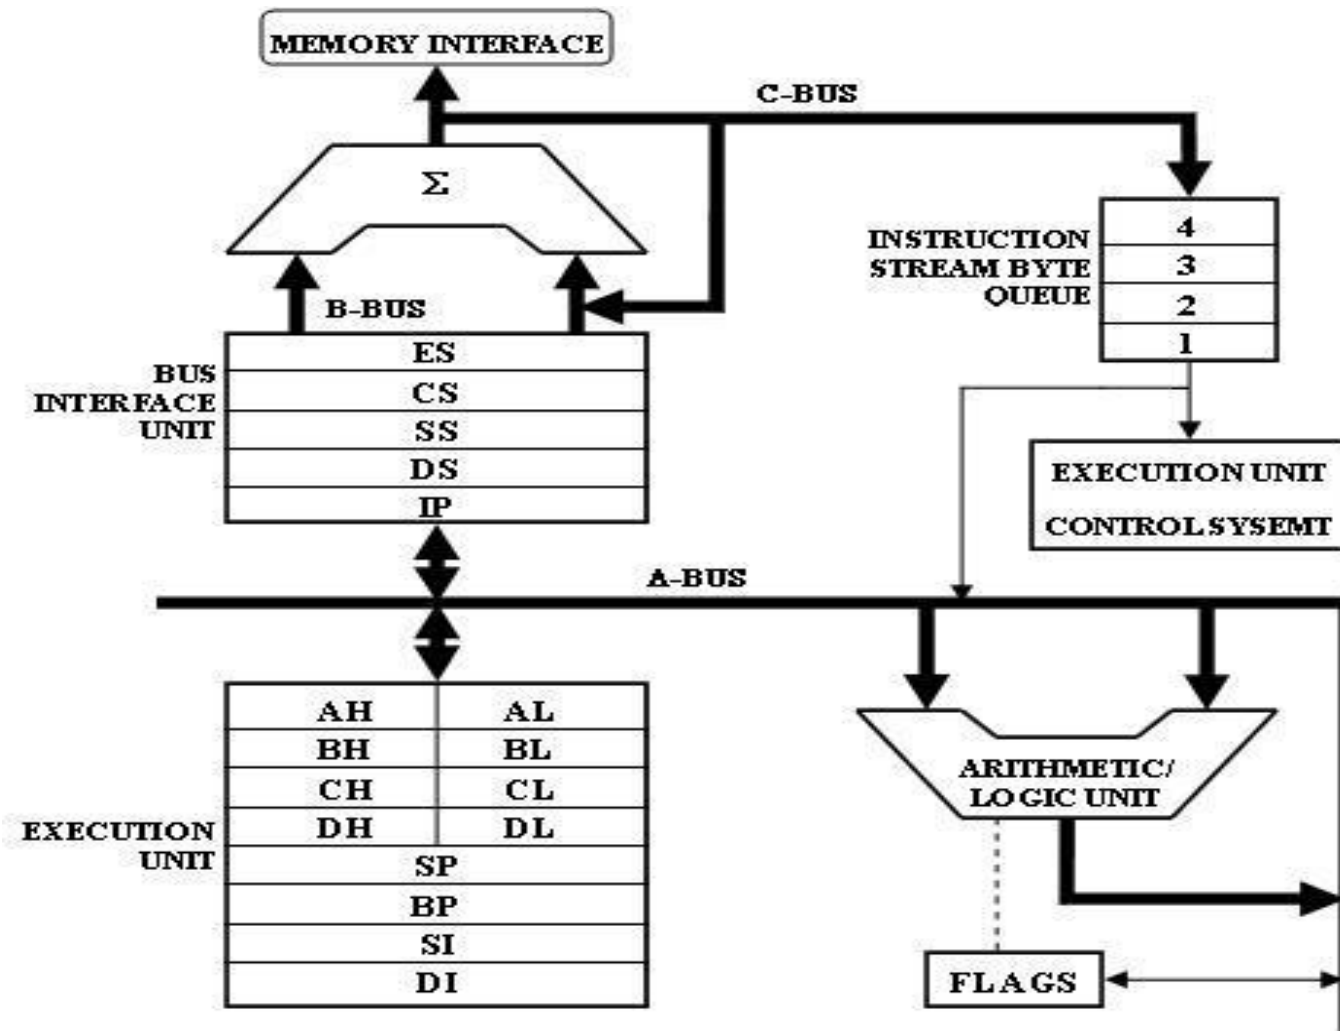 MEMORY INTERFACE
C-BUS
Σ
B-BUS
INSTRUCTION
STREAM BYTE
QUEUE
4
3
2
1
BUS
INTERFACE
UNIT
ES
CS
SS
DS
IP
EXECUTION UNIT
CONTROL SYSEMT
A-BUS
EXECUTION
UNIT
AH AL
BH BL
CH CL
DH DL
SP
BP
SI
DI
ARITHMETIC/
LOGIC UNIT
FLAGS